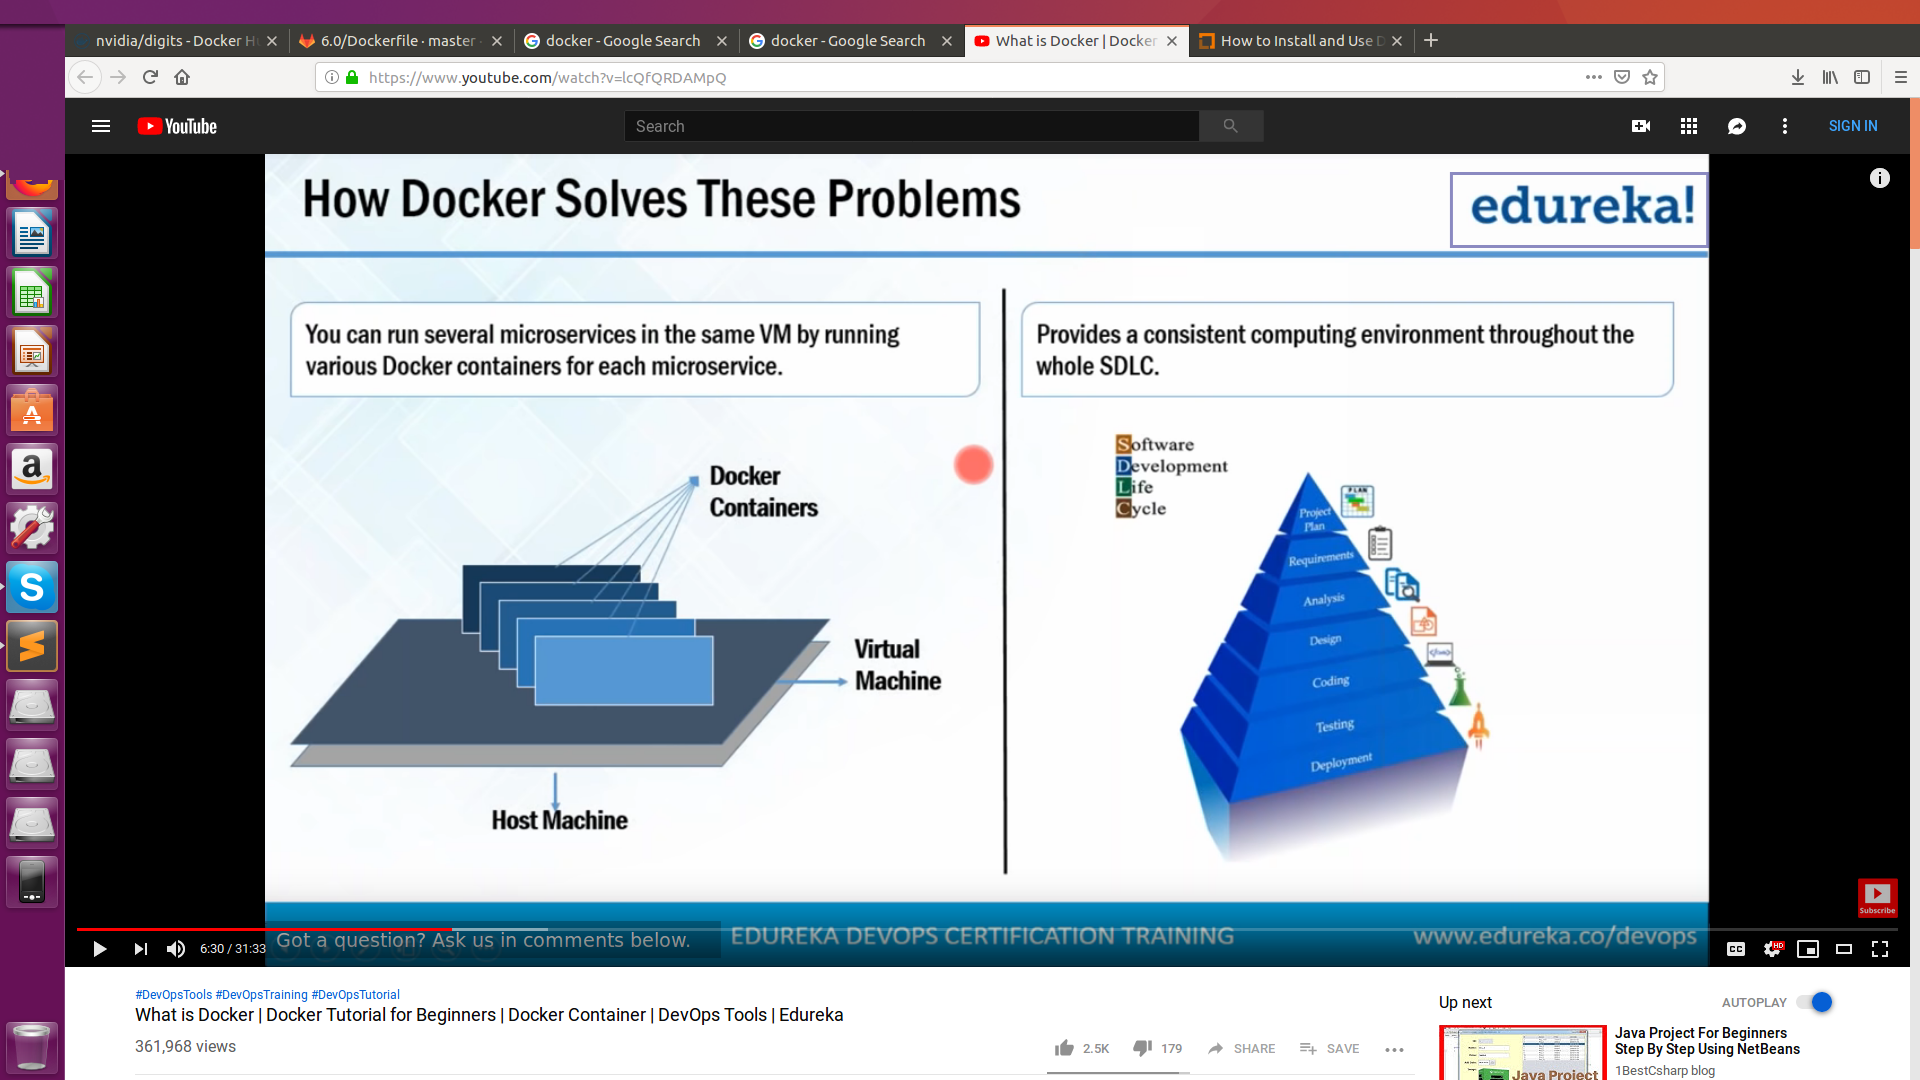 nvidia/digits - Docker H
6.0/Dockerfile · master
docker - Google Search
docker - Google Search
What is Docker | Docker
How to Install and Use D
https://www.youtube.com/watch?v=lcQfQRDAMpQ
YouTube
Search
SIGN IN
How Docker Solves These Problems
edureka!
You can run several microservices in the same VM by running
various Docker containers for each microservice.
Provides a consistent computing environment throughout the
whole SDLC.
Docker
Containers
Virtual
Machine
Host Machine
Software
Development
Life
Cycle
PLAN
Project
Plan
Requirements
Analysis
Design
Coding
Testing
Deployment
Subscribe
6:30 / 31:33
Got a question? Ask us in comments below.
EDUREKA DEVOPS CERTIFICATION TRAINING
www.edureka.co/devops
CC
HD
#DevOpsTools #DevOpsTraining #DevOpsTutorial
What is Docker | Docker Tutorial for Beginners | Docker Container | DevOps Tools | Edureka
361,968 views
2.5K
179
SHARE
SAVE
Up next
AUTOPLAY
Java Project For Beginners
Step By Step Using NetBeans
1BestCsharp blog
Java Project